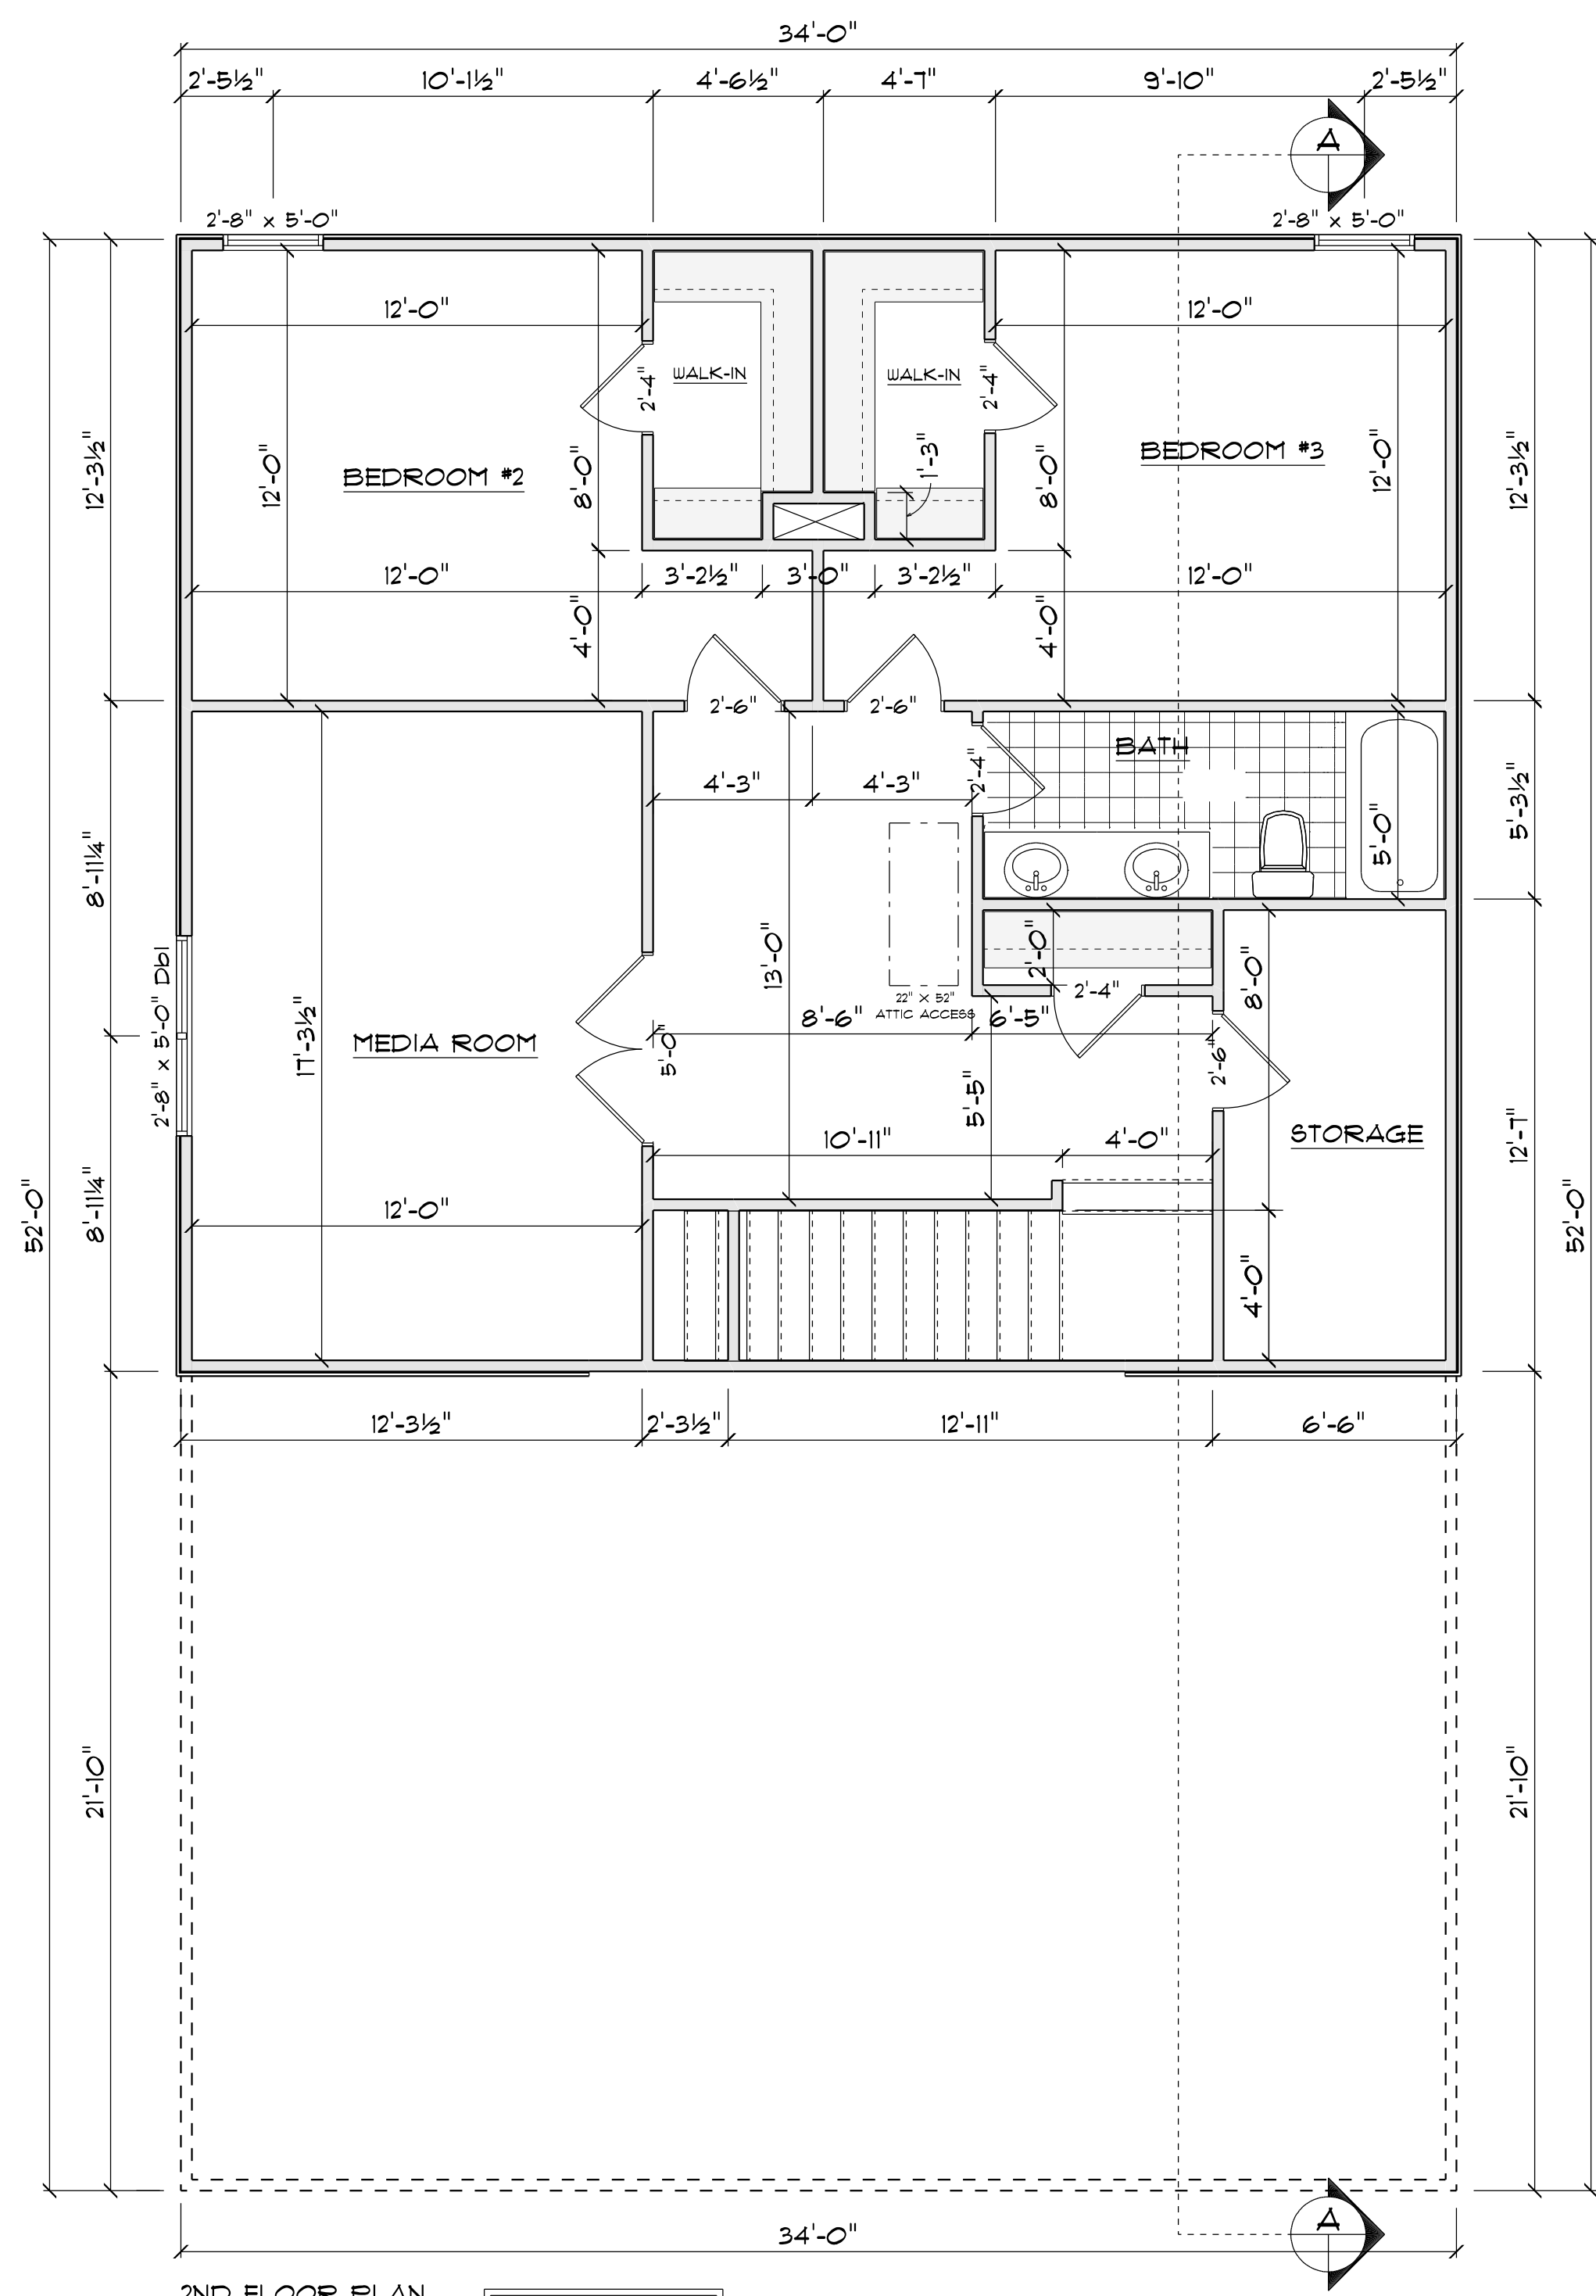 34'-0"
2'-5½" 10'-1½" 4'-6½" 4'-7" 9'-10" 2'-5½"
A
2'-8" x 5'-0" 2'-8" x 5'-0"
12'-0" 12'-0"
WALK-IN WALK-IN
2'-4" 2'-4"
1'-3"
BEDROOM #2 BEDROOM #3
12'-3½" 12'-0" 8'-0" 8'-0" 12'-0" 12'-3½"
12'-0" 3'-2½" 3'-0" 3'-2½" 12'-0"
4'-0" 4'-0"
2'-6" 2'-6"
BATH
2'-4"
4'-3" 4'-3"
5'-3½"
5'-0"
8'-11¼"
13'-0" 2'-0" 8'-0"
2'-4"
22" X 52"
ATTIC ACCESS
8'-6" 6'-5"
2'-8" x 5'-0" Dbl
17'-3½"
MEDIA ROOM
5'-0"
2'-6"
5'-5"
STORAGE
12'-7"
10'-11" 4'-0"
52'-0" 8'-11¼" 52'-0"
12'-0"
4'-0"
12'-3½" 2'-3½" 12'-11" 6'-6"
21'-10" 21'-10"
A
34'-0"
2ND FLOOR PLAN